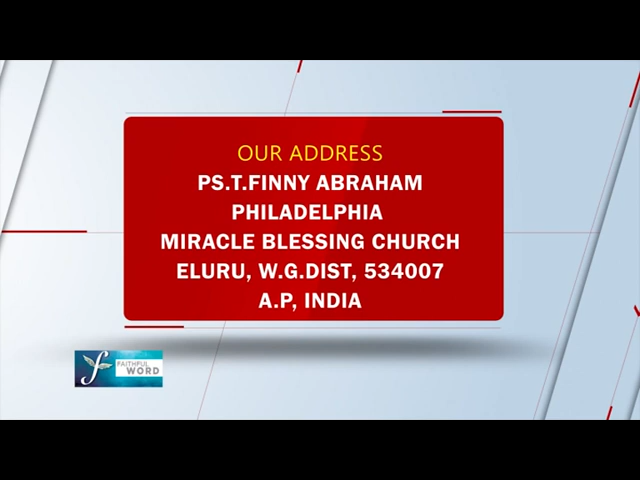 OUR ADDRESS
PS.T.FINNY ABRAHAM
PHILADELPHIA
MIRACLE BLESSING CHURCH
ELURU, W.G.DIST, 534007
A.P, INDIA
FAITHFUL
WORD